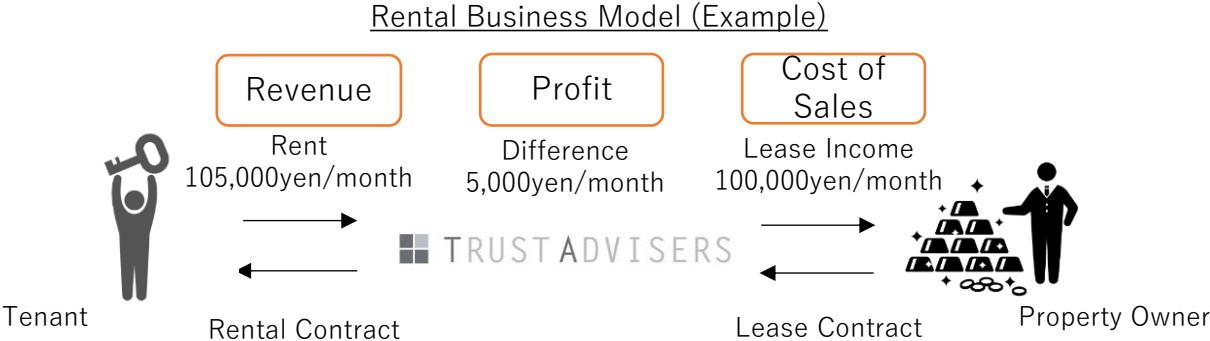 Rental Business Model (Example)
Revenue
Profit
Cost of
Sales
Rent
105,000yen/month
Difference
5,000yen/month
Lease Income
100,000yen/month
TRUST ADVISERS
Tenant
Rental Contract
Lease Contract
Property Owner